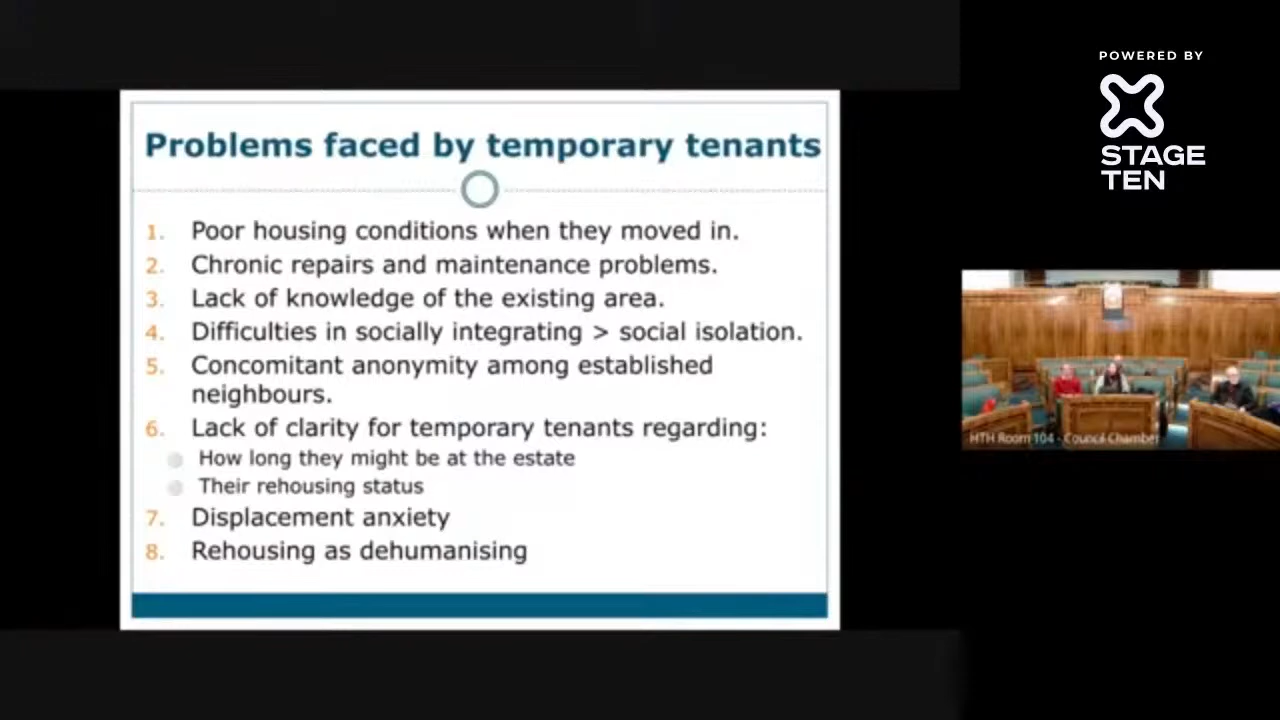 POWERED BY
STAGE
TEN
Problems faced by temporary tenants
1. Poor housing conditions when they moved in.
2. Chronic repairs and maintenance problems.
3. Lack of knowledge of the existing area.
4. Difficulties in socially integrating > social isolation.
5. Concomitant anonymity among established
neighbours.
6. Lack of clarity for temporary tenants regarding:
How long they might be at the estate
Their rehousing status
7. Displacement anxiety
8. Rehousing as dehumanising
HTH Room 104 - Council Chamber